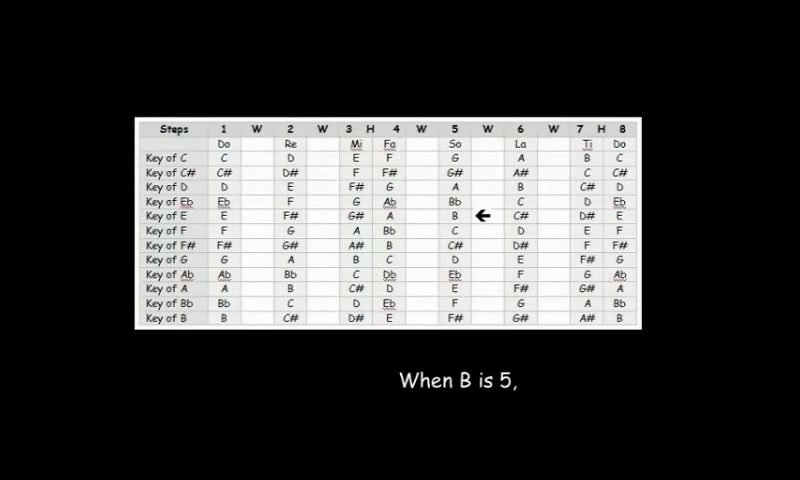 Steps 1 W 2 W 3 H 4 W 5 W 6 W 7 H 8
Do Re Mi Fa So La Ti Do
Key of C C D E F G A B C
Key of C# C# D# F F# G# A# C C#
Key of D D E F# G A B C# D
Key of Eb Eb F G Ab Bb C D Eb
Key of E E F# G# A B C# D# E
Key of F F G A Bb C D E F
Key of F# F# G# A# B C# D# F F#
Key of G G A B C D E F# G
Key of Ab Ab Bb C Db Eb F G Ab
Key of A A B C# D E F# G# A
Key of Bb Bb C D Eb F G A Bb
Key of B B C# D# E F# G# A# B
When B is 5,